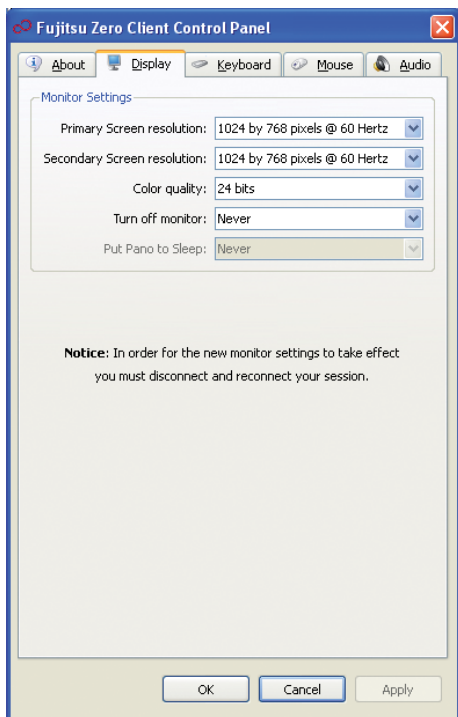 Fujitsu Zero Client Control Panel
About Display Keyboard Mouse Audio
Monitor Settings
Primary Screen resolution: 1024 by 768 pixels @ 60 Hertz
Secondary Screen resolution: 1024 by 768 pixels @ 60 Hertz
Color quality: 24 bits
Turn off monitor: Never
Put Pano to Sleep: Never
Notice: In order for the new monitor settings to take effect
you must disconnect and reconnect your session.
OK Cancel Apply